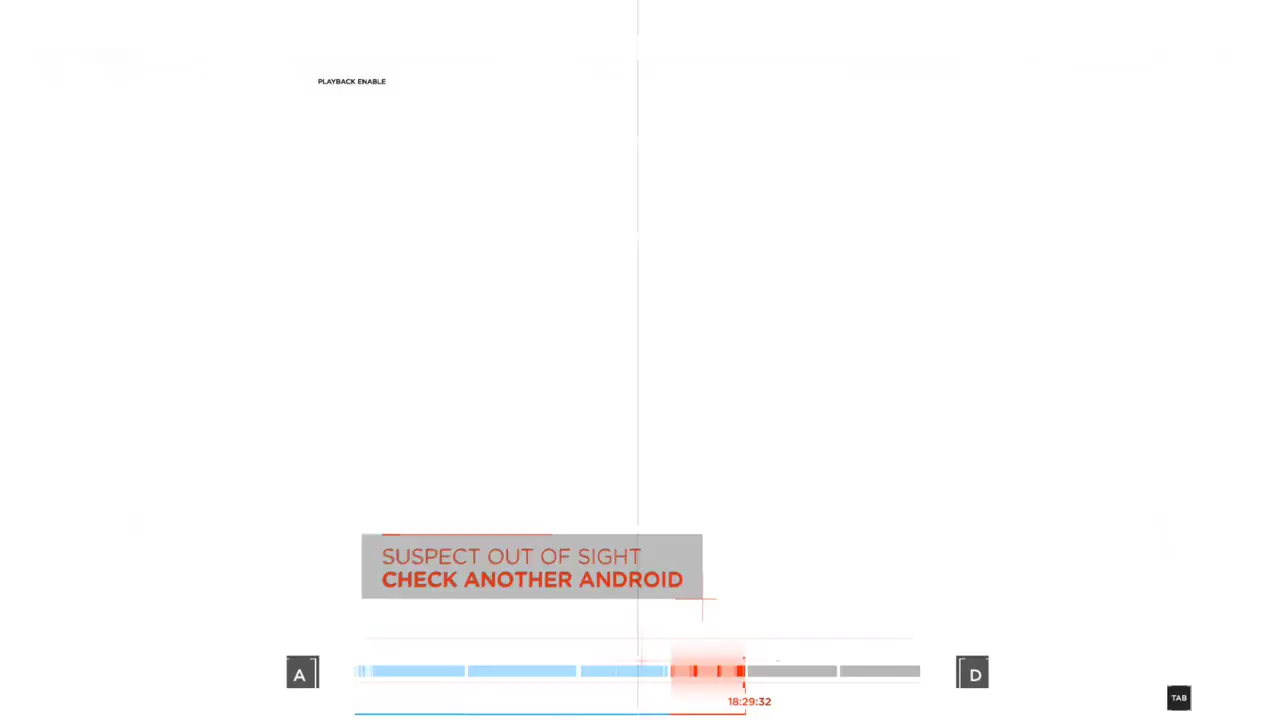 PLAYBACK ENABLE
SUSPECT OUT OF SIGHT
CHECK ANOTHER ANDROID
A
D
18:29:32
TAB